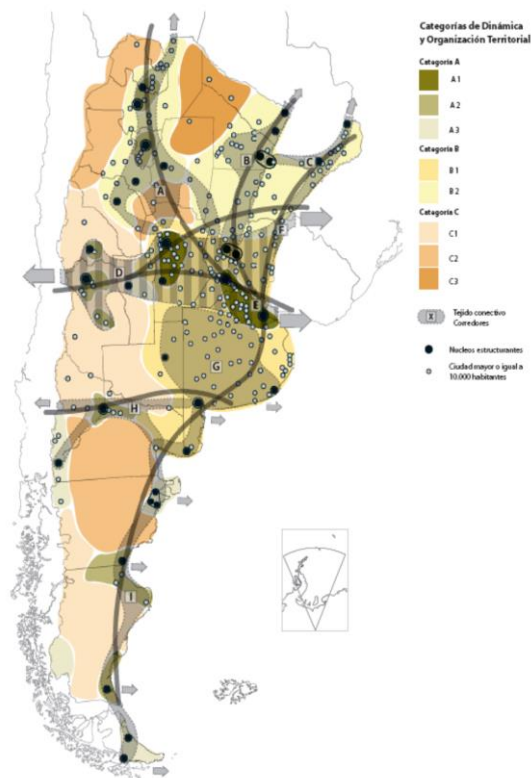 Categorías de Dinámica
y Organización Territorial
Categoría A
A 1
A 2
A 3
Categoría B
B 1
B 2
Categoría C
C1
C2
C3
X
Tejido conectivo
Corredores
Nucleos estructurantes
Ciudad mayor o igual a
10.000 habitantes
B
C
A
F
D
E
G
H
I